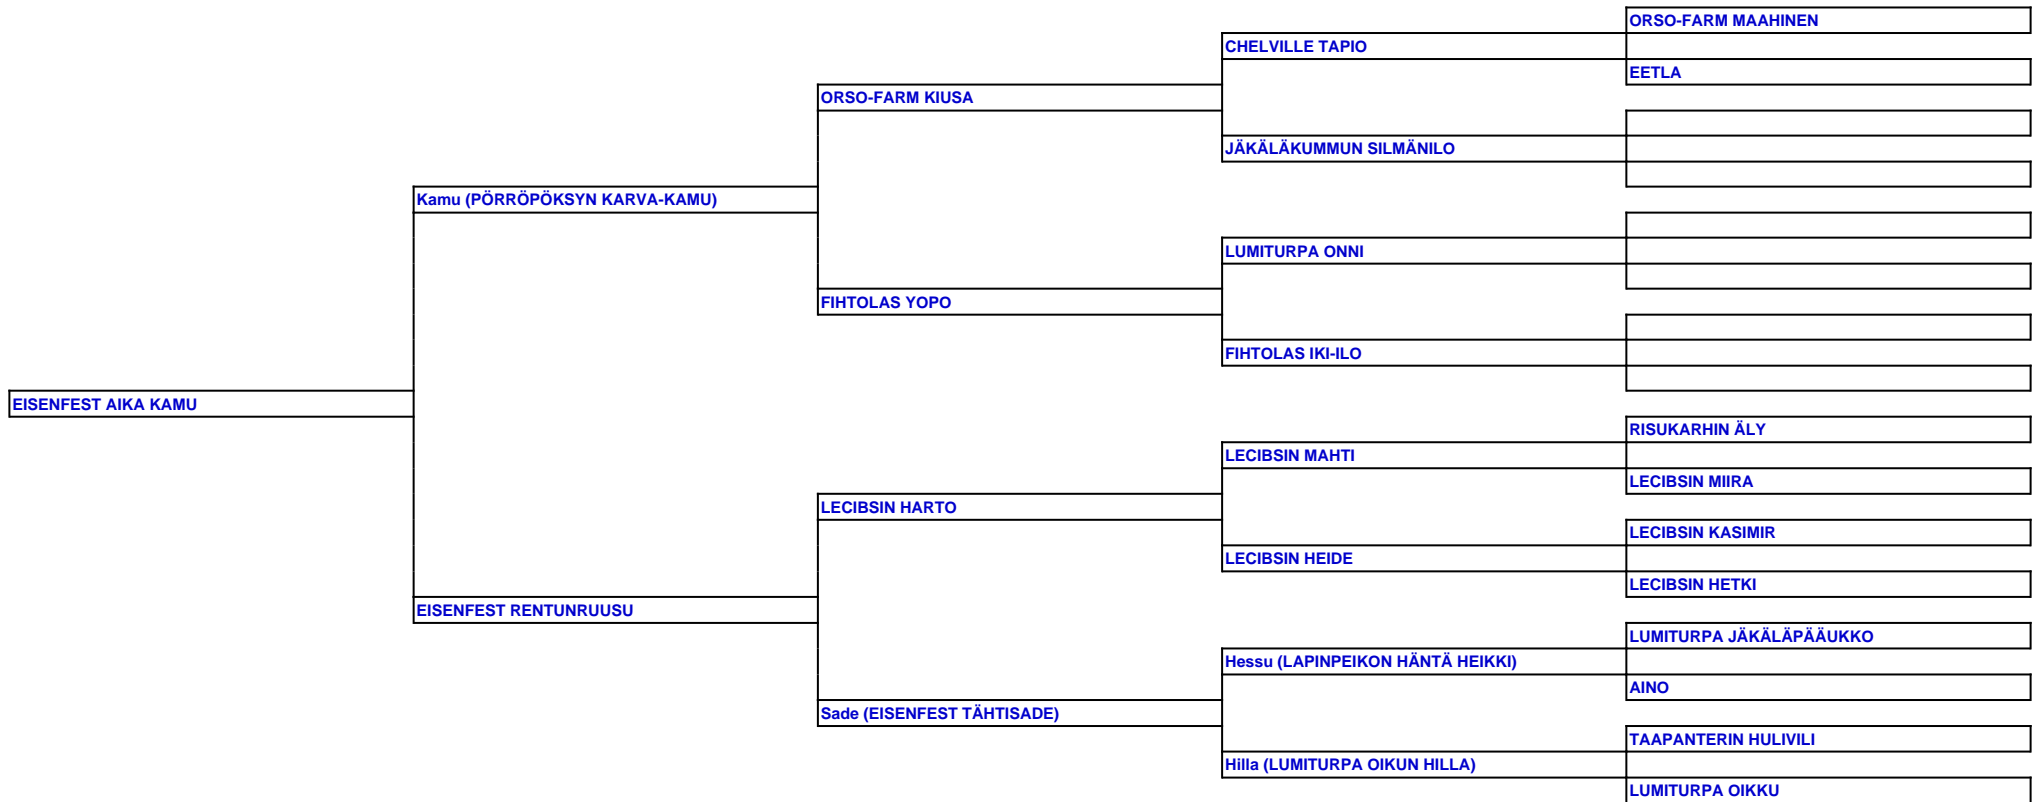 ORSO-FARM MAAHINEN
CHELVILLE TAPIO
EETLA
ORSO-FARM KIUSA
JÄKÄLÄKUMMUN SILMÄNILO
Kamu (PÖRRÖPÖKSYN KARVA-KAMU)
LUMITURPA ONNI
FIHTOLAS YOPO
FIHTOLAS IKI-ILO
EISENFEST AIKA KAMU
RISUKARHIN ÄLY
LECIBSIN MAHTI
LECIBSIN MIIRA
LECIBSIN HARTO
LECIBSIN KASIMIR
LECIBSIN HEIDE
LECIBSIN HETKI
EISENFEST RENTUNRUUSU
LUMITURPA JÄKÄLÄPÄÄUKKO
Hessu (LAPINPEIKON HÄNTÄ HEIKKI)
AINO
Sade (EISENFEST TÄHTISADE)
TAAPANTERIN HULIVILI
Hilla (LUMITURPA OIKUN HILLA)
LUMITURPA OIKKU